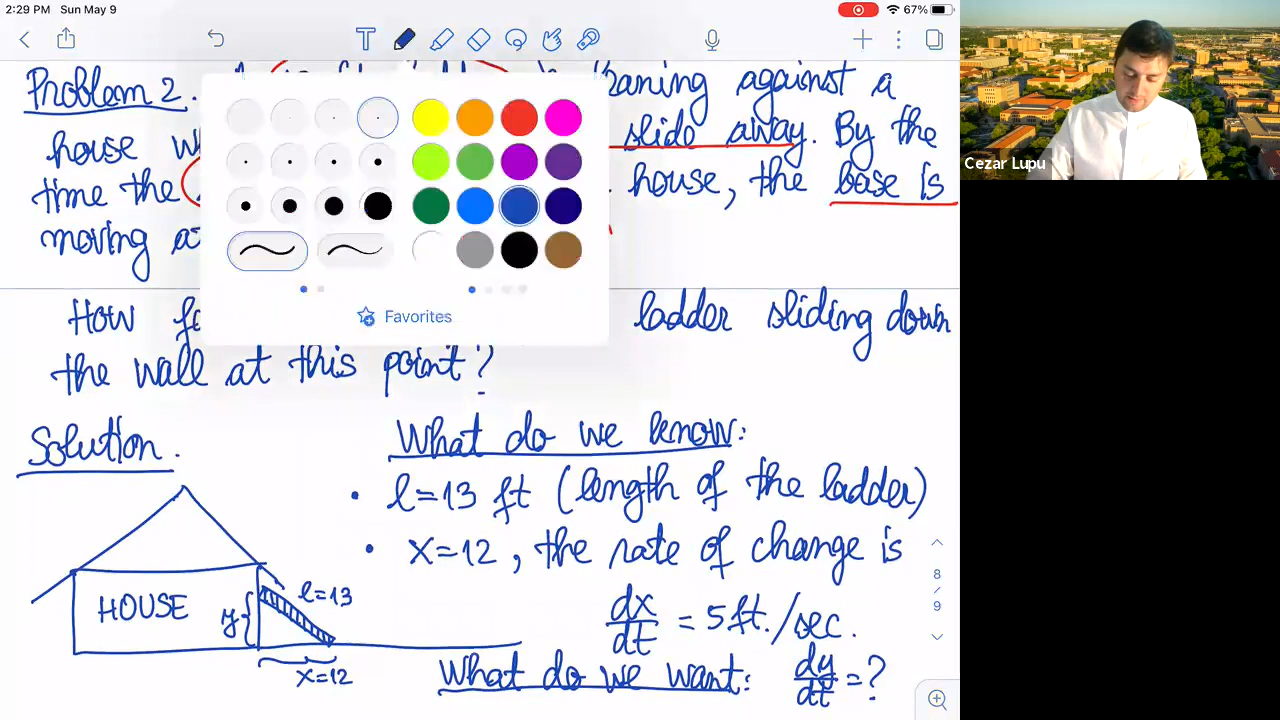 2:29 PM Sun May 9
67%
T
Problem 2. leaning against a
house slide away. By the
time the house, the base is
moving
Favorites
How ladder sliding down
the wall at this point?
Solution.
What do we know:
• l=13 ft (length of the ladder)
• x=12, the rate of change is
dx/dt = 5 ft./sec.
HOUSE
y
l=13
x=12
What do we want: dy/dt = ?
8
/
9
Cezar Lupu